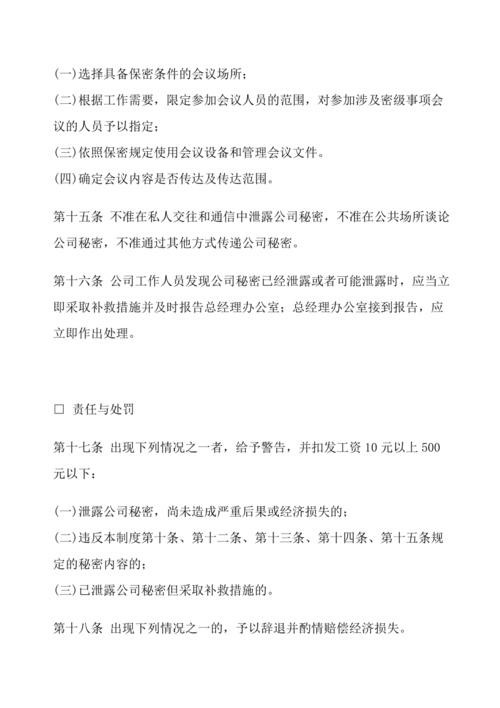 (一)选择具备保密条件的会议场所；
(二)根据工作需要，限定参加会议人员的范围，对参加涉及密级事项会
议的人员予以指定；
(三)依照保密规定使用会议设备和管理会议文件。
(四)确定会议内容是否传达及传达范围。
第十五条 不准在私人交往和通信中泄露公司秘密，不准在公共场所谈论
公司秘密，不准通过其他方式传递公司秘密。
第十六条 公司工作人员发现公司秘密已经泄露或者可能泄露时，应当立
即采取补救措施并及时报告总经理办公室；总经理办公室接到报告，应
立即作出处理。
□ 责任与处罚
第十七条 出现下列情况之一者，给予警告，并扣发工资 10 元以上 500
元以下：
(一)泄露公司秘密，尚未造成严重后果或经济损失的；
(二)违反本制度第十条、第十二条、第十三条、第十四条、第十五条规
定的秘密内容的；
(三)已泄露公司秘密但采取补救措施的。
第十八条 出现下列情况之一的，予以辞退并酌情赔偿经济损失。